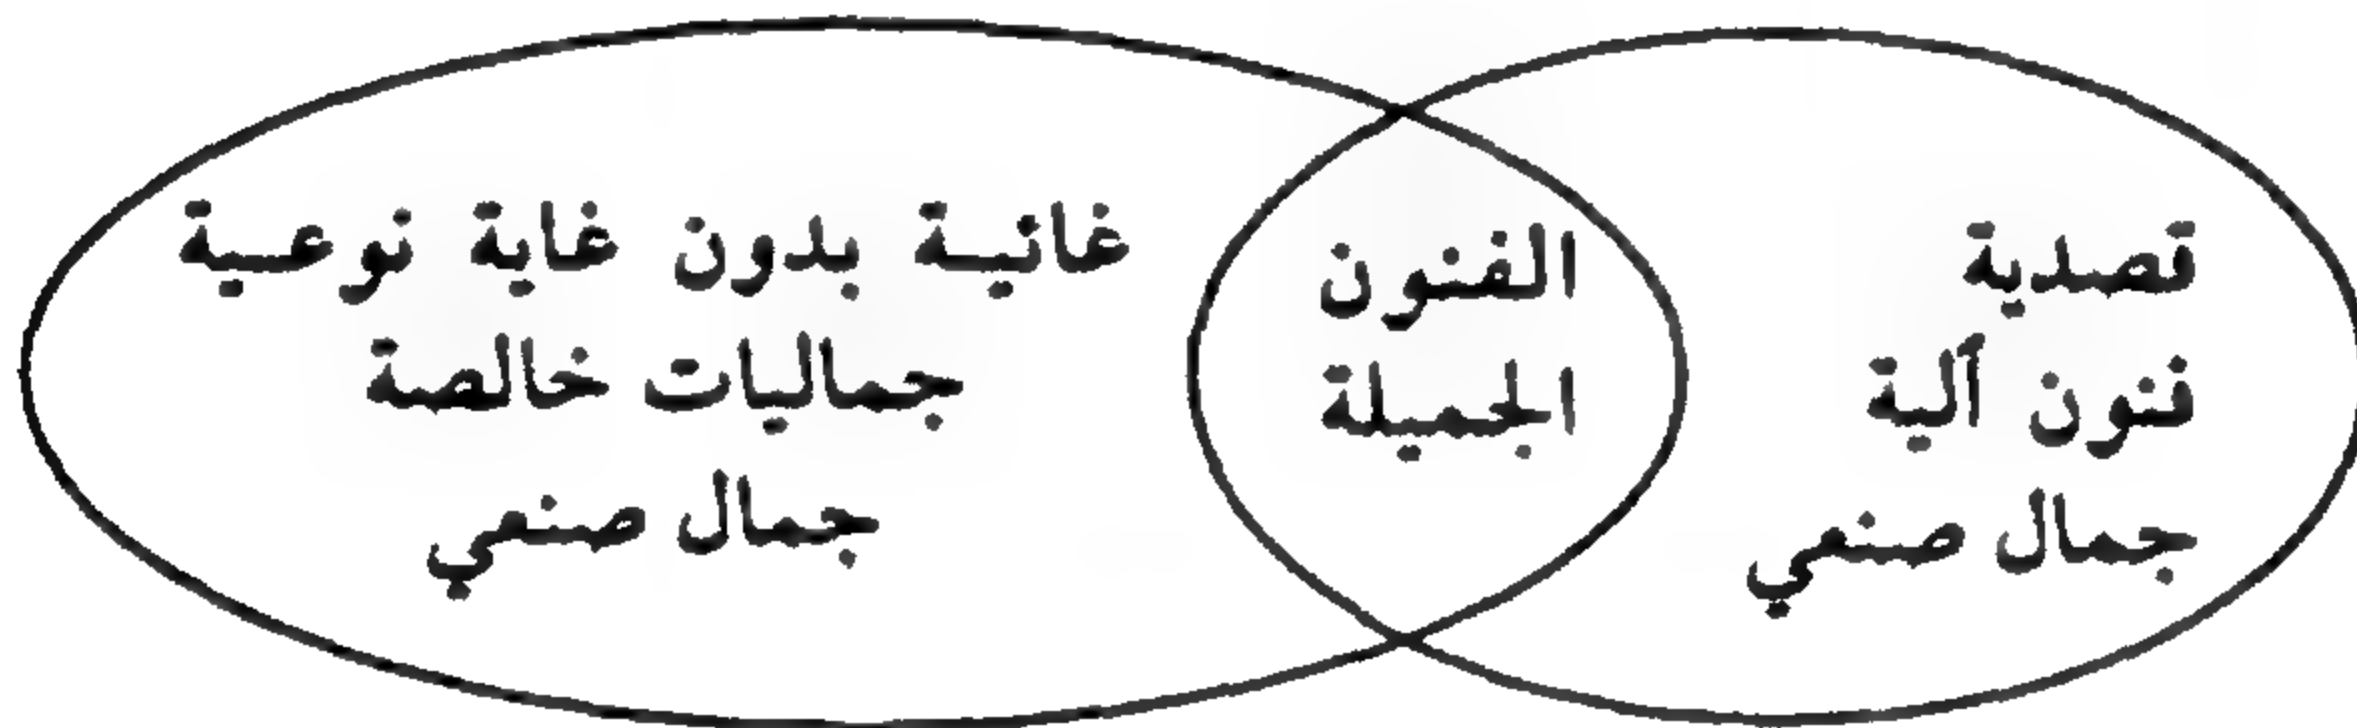 قصدية
فنون آلية
جمال صنعي
الفنون
الجميلة
غائيـة بدون غاية نوعـية
جماليات خالصة
جمال صنعي